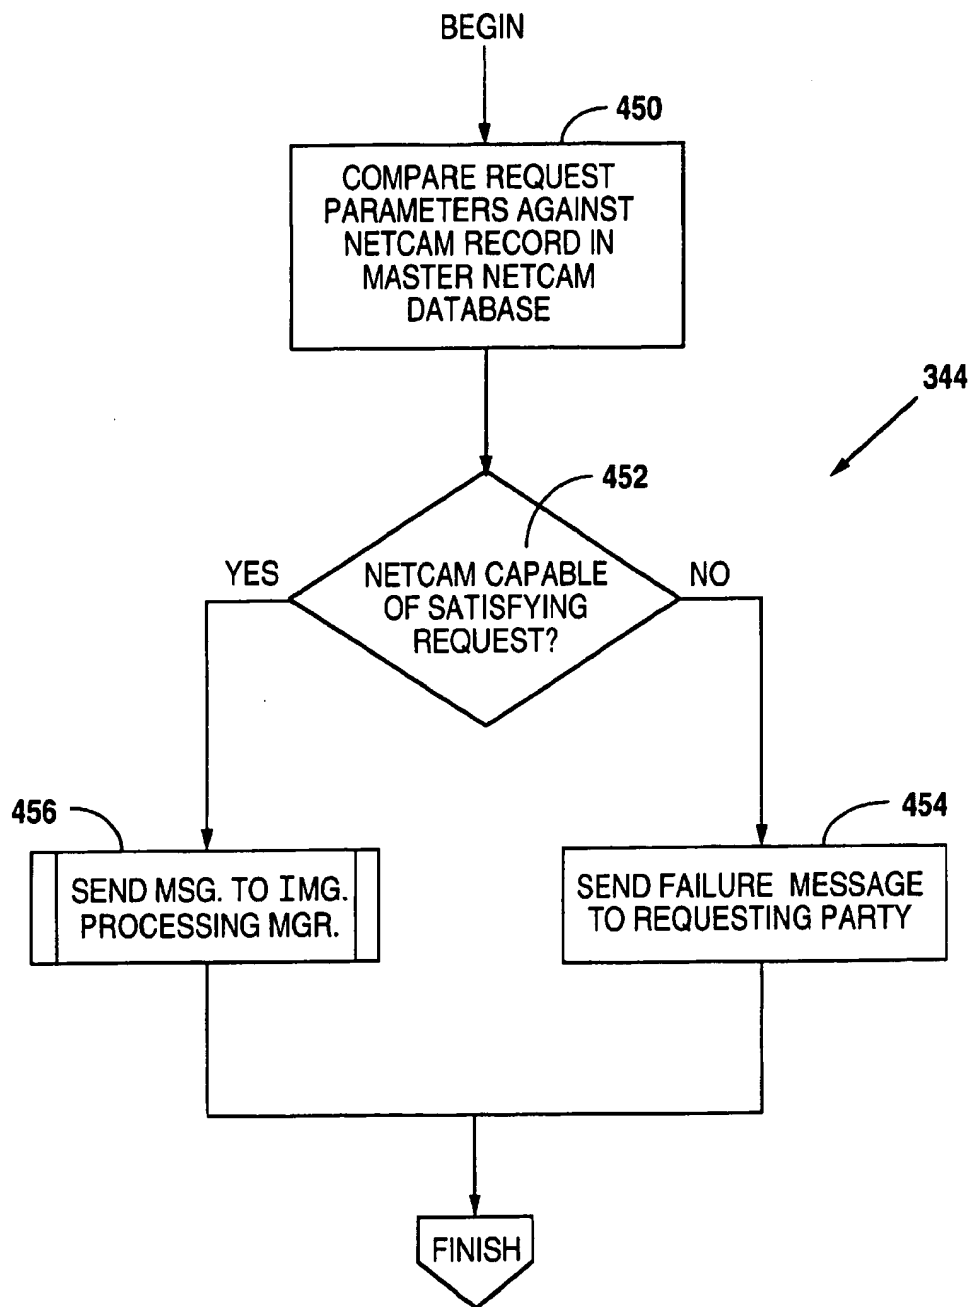 BEGIN
450
COMPARE REQUEST
PARAMETERS AGAINST
NETCAM RECORD IN
MASTER NETCAM
DATABASE
344
452
YES
NETCAM CAPABLE
OF SATISFYING
REQUEST?
NO
456
SEND MSG. TO IMG.
PROCESSING MGR.
454
SEND FAILURE MESSAGE
TO REQUESTING PARTY
FINISH